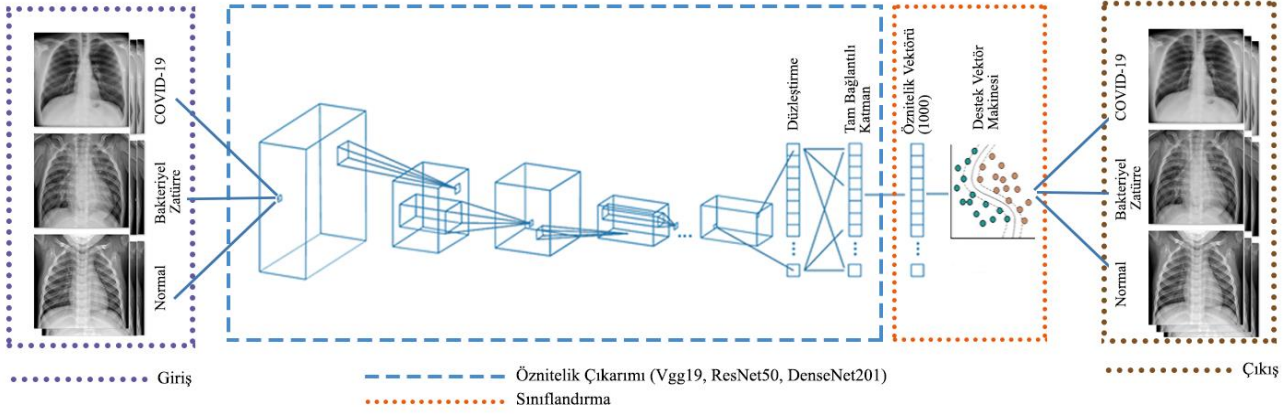 COVID-19
Bakteriyel
Zatürre
Normal
Düzleştirme
Tam Bağlantılı
Katman
Öznitelik Vektörü
(1000)
Destek Vektör
Makinesi
COVID-19
Bakteriyel
Zatürre
Normal
Giriş
Öznitelik Çıkarımı (Vgg19, ResNet50, DenseNet201)
Sınıflandırma
Çıkış